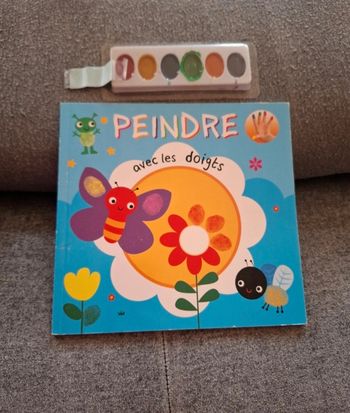 PEINDRE
avec les doigts